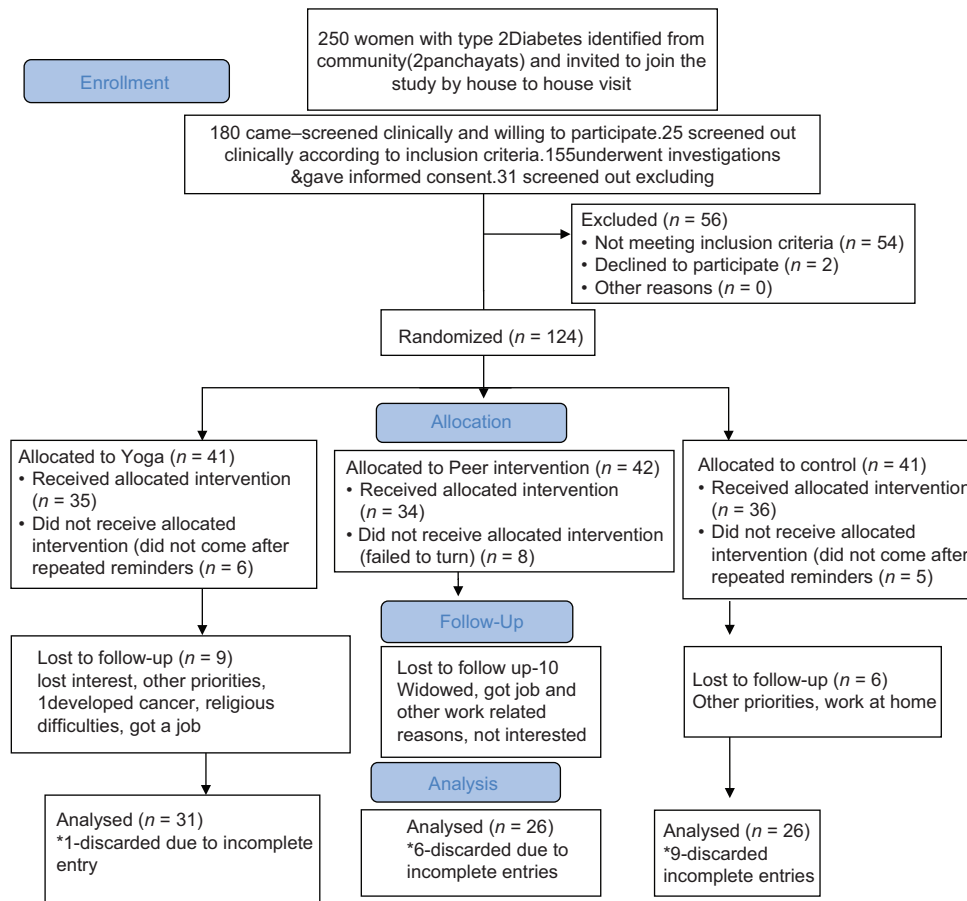 250 women with type 2Diabetes identified from
community(2panchayats) and invited to join the
study by house to house visit
Enrollment
180 came–screened clinically and willing to participate.25 screened out
clinically according to inclusion criteria.155underwent investigations
&gave informed consent.31 screened out excluding
Excluded (n = 56)
• Not meeting inclusion criteria (n = 54)
• Declined to participate (n = 2)
• Other reasons (n = 0)
Randomized (n = 124)
Allocation
Allocated to Yoga (n = 41)
• Received allocated intervention
(n = 35)
• Did not receive allocated
intervention (did not come after
repeated reminders (n = 6)
Allocated to Peer intervention (n = 42)
• Received allocated intervention
(n = 34)
• Did not receive allocated intervention
(failed to turn) (n = 8)
Allocated to control (n = 41)
• Received allocated intervention
(n = 36)
• Did not receive allocated
intervention (did not come after
repeated reminders (n = 5)
Follow-Up
Lost to follow-up (n = 9)
lost interest, other priorities,
1developed cancer, religious
difficulties, got a job
Lost to follow up-10
Widowed, got job and
other work related
reasons, not interested
Lost to follow-up (n = 6)
Other priorities, work at home
Analysis
Analysed (n = 31)
*1-discarded due to incomplete
entry
Analysed (n = 26)
*6-discarded due to
incomplete entries
Analysed (n = 26)
*9-discarded
incomplete entries